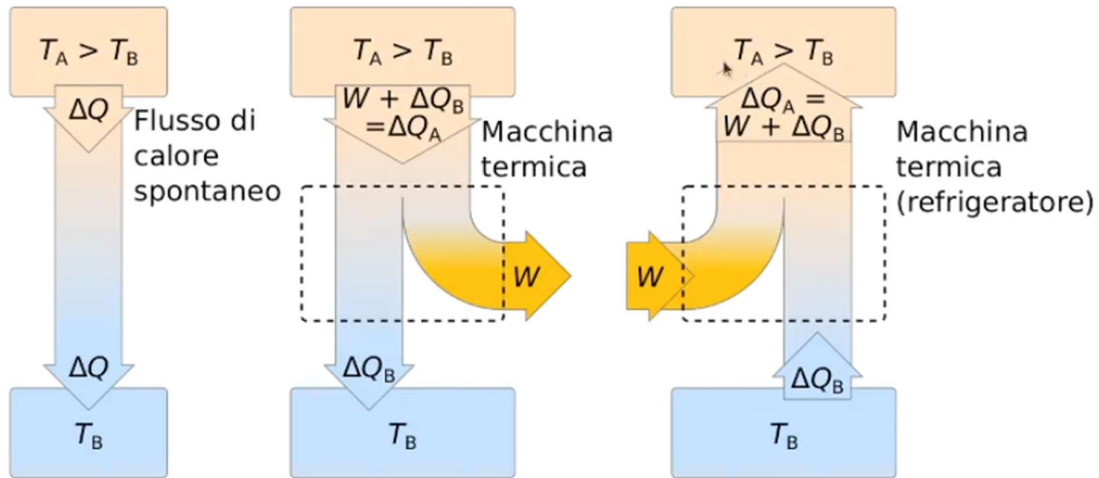 T_A > T_B
ΔQ
Flusso di
calore
spontaneo
ΔQ
T_B
T_A > T_B
W + ΔQ_B
=ΔQ_A
Macchina
termica
W
ΔQ_B
T_B
T_A > T_B
ΔQ_A =
W + ΔQ_B
Macchina
termica
(refrigeratore)
W
ΔQ_B
T_B